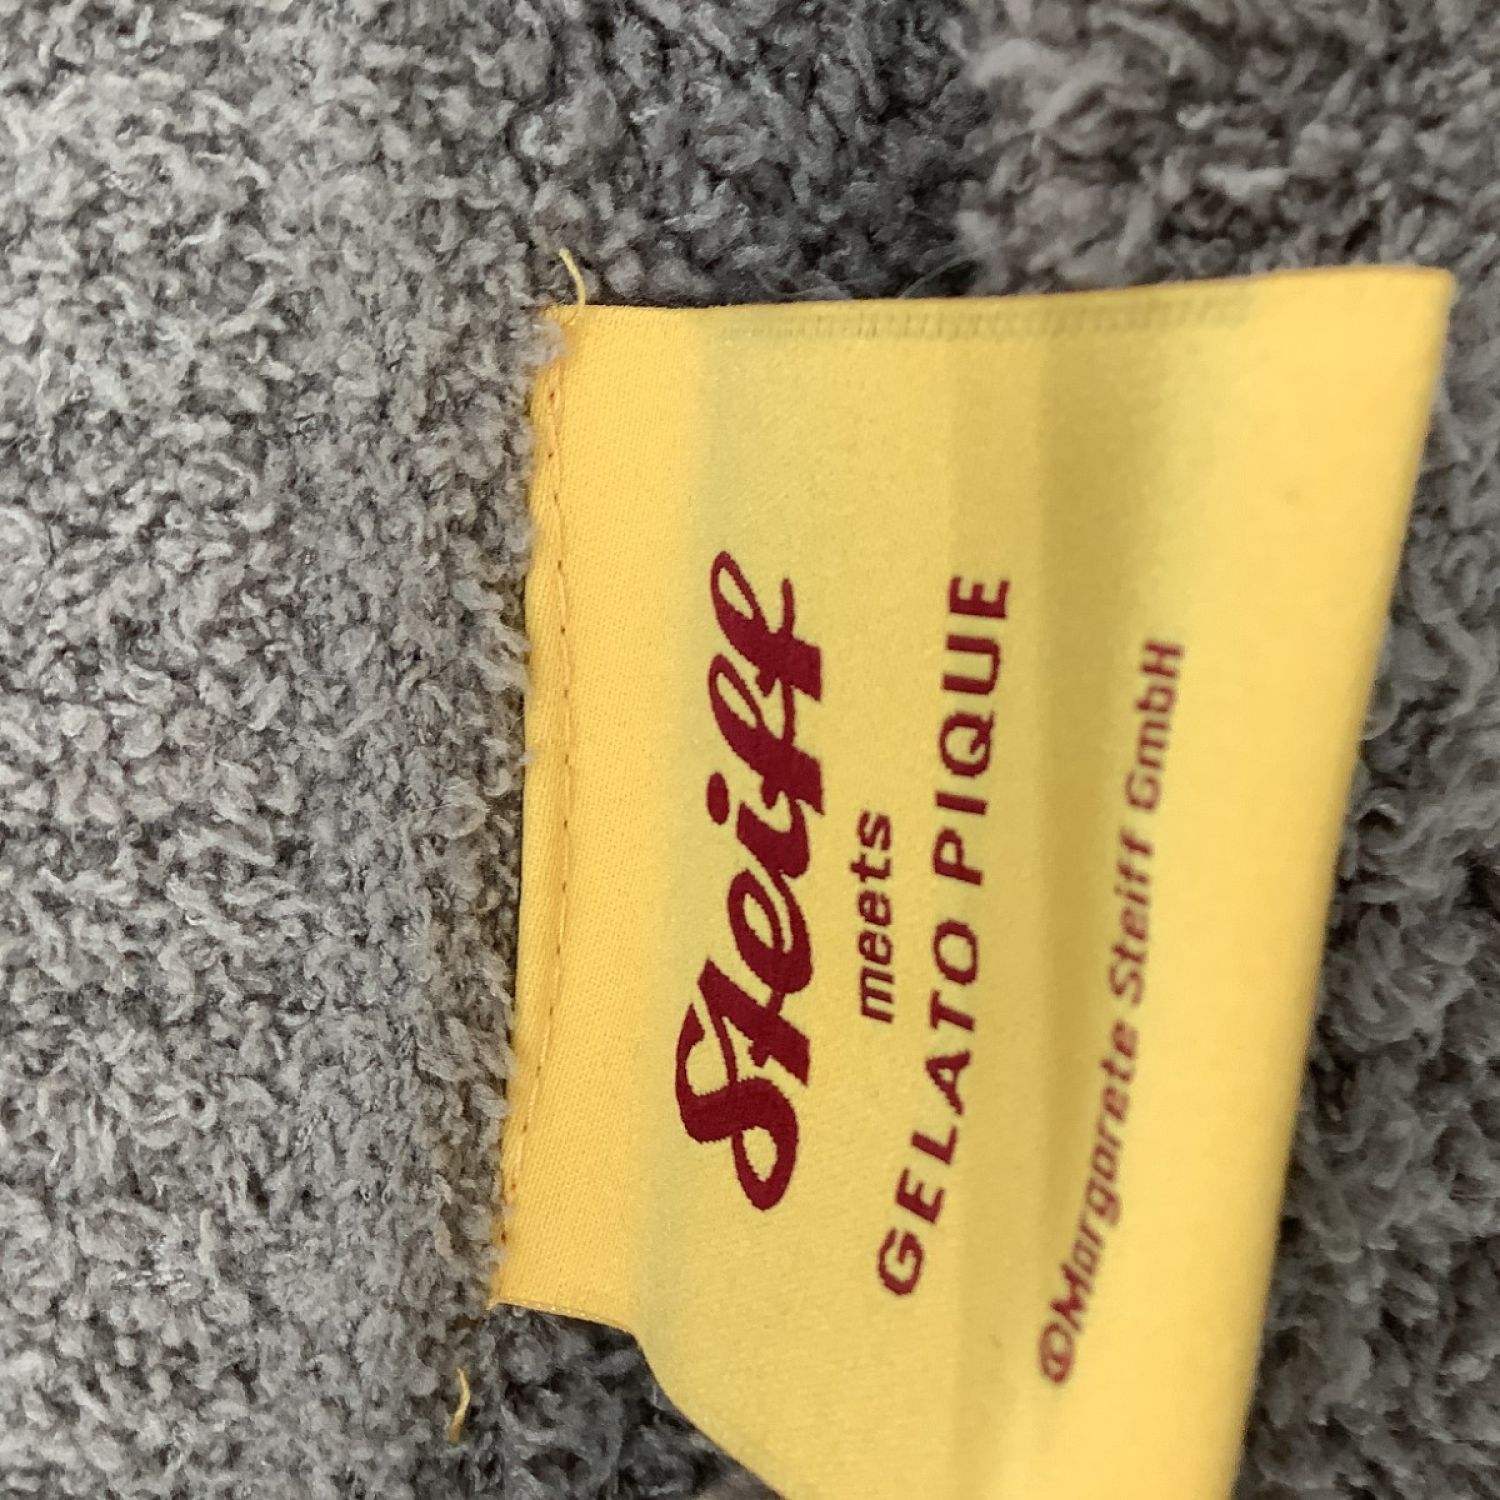 Steiff
meets
GELATO PIQUE
©Margarete Steiff GmbH